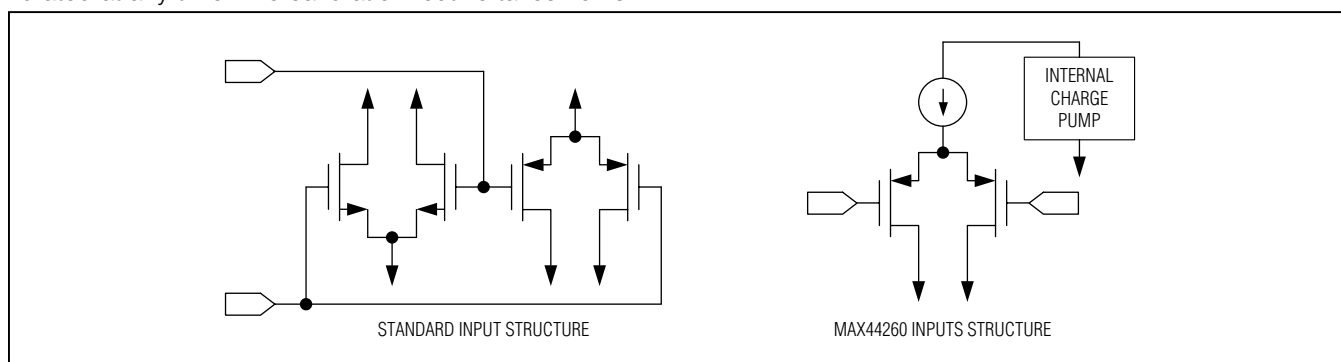 INTERNAL
CHARGE
PUMP
STANDARD INPUT STRUCTURE
MAX44260 INPUTS STRUCTURE